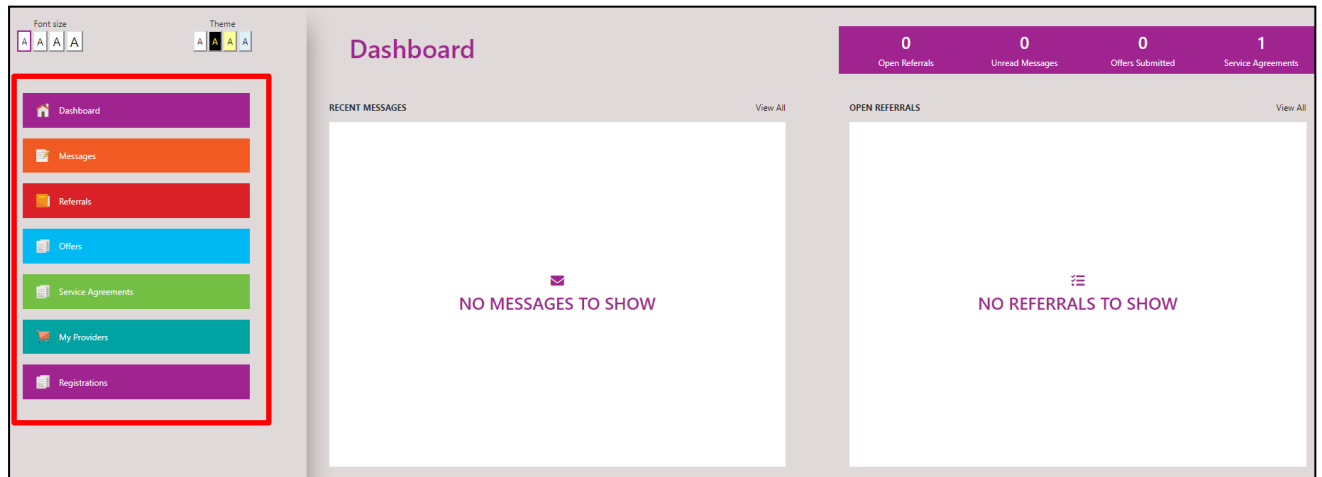 Font size
A A A A
Theme
A A A A
Dashboard
Messages
Referrals
Offers
Service Agreements
My Providers
Registrations
Dashboard
0 0 0 1
Open Referrals Unread Messages Offers Submitted Service Agreements
RECENT MESSAGES View All
NO MESSAGES TO SHOW
OPEN REFERRALS View All
NO REFERRALS TO SHOW